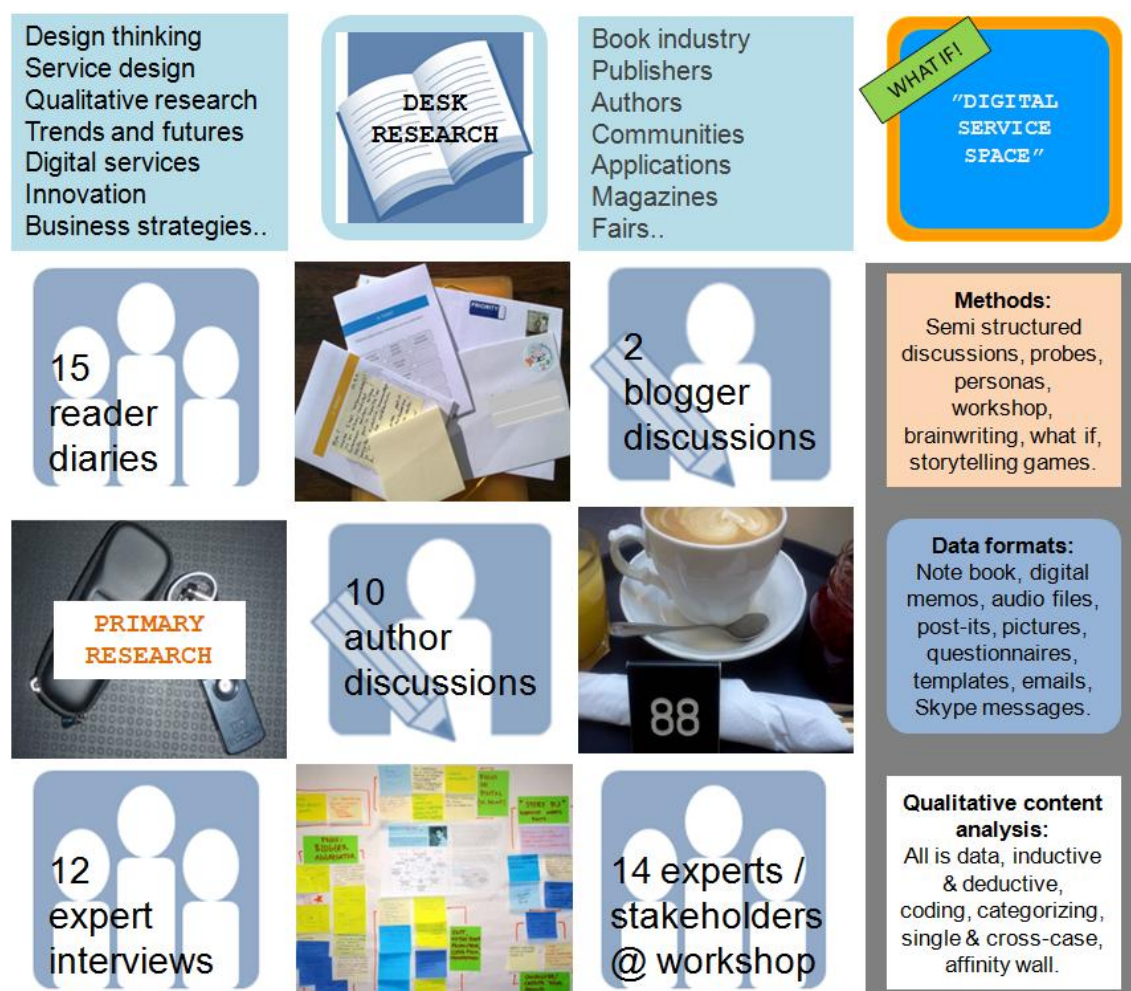 Design thinking
Service design
Qualitative research
Trends and futures
Digital services
Innovation
Business strategies..
DESK
RESEARCH
Book industry
Publishers
Authors
Communities
Applications
Magazines
Fairs..
WHAT IF!
”DIGITAL
SERVICE
SPACE”
15
reader
diaries
PRIORITY
2
blogger
discussions
Methods:
Semi structured
discussions, probes,
personas,
workshop,
brainwriting, what if,
storytelling games.
PRIMARY
RESEARCH
10
author
discussions
88
Data formats:
Note book, digital
memos, audio files,
post-its, pictures,
questionnaires,
templates, emails,
Skype messages.
12
expert
interviews
BLOGGER
14 experts /
stakeholders
@ workshop
Qualitative content
analysis:
All is data, inductive
& deductive,
coding, categorizing,
single & cross-case,
affinity wall.